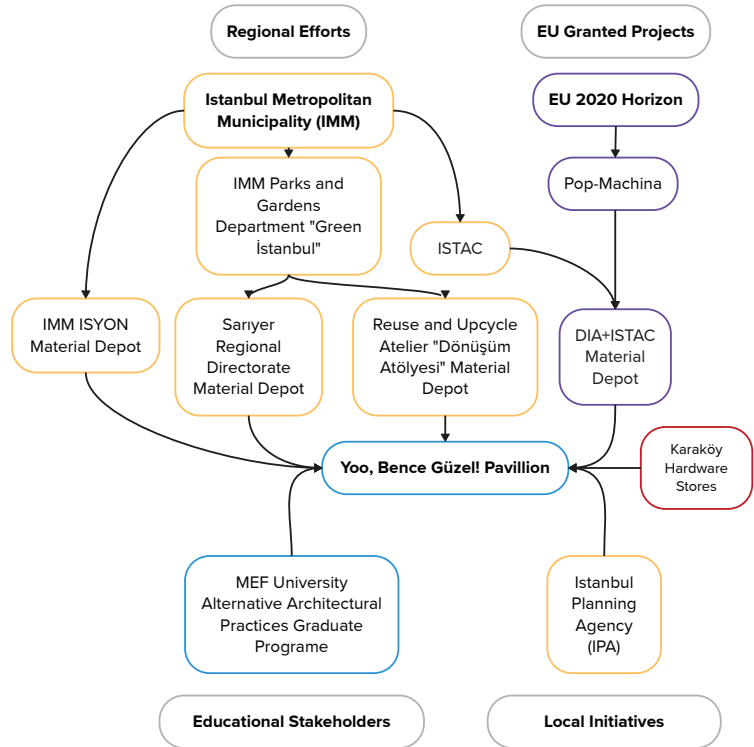 Regional Efforts
EU Granted Projects
Istanbul Metropolitan
Municipality (IMM)
EU 2020 Horizon
IMM Parks and
Gardens
Department "Green
İstanbul"
Pop-Machina
ISTAC
IMM ISYON
Material Depot
Sarıyer
Regional
Directorate
Material Depot
Reuse and Upcycle
Atelier "Dönüşüm
Atölyesi" Material
Depot
DIA+ISTAC
Material
Depot
Yoo, Bence Güzel! Pavillion
Karaköy
Hardware
Stores
MEF University
Alternative Architectural
Practices Graduate
Programe
Istanbul
Planning
Agency
(IPA)
Educational Stakeholders
Local Initiatives